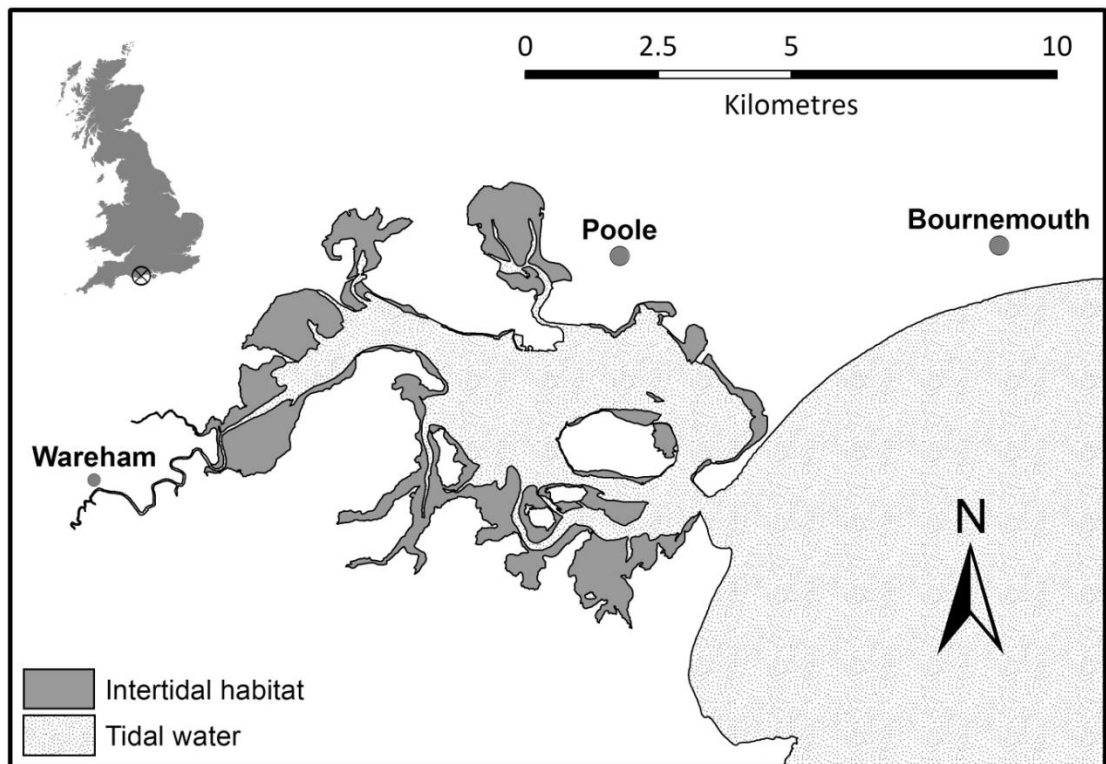 0 2.5 5 10
Kilometres
Poole
Bournemouth
Wareham
N
Intertidal habitat
Tidal water